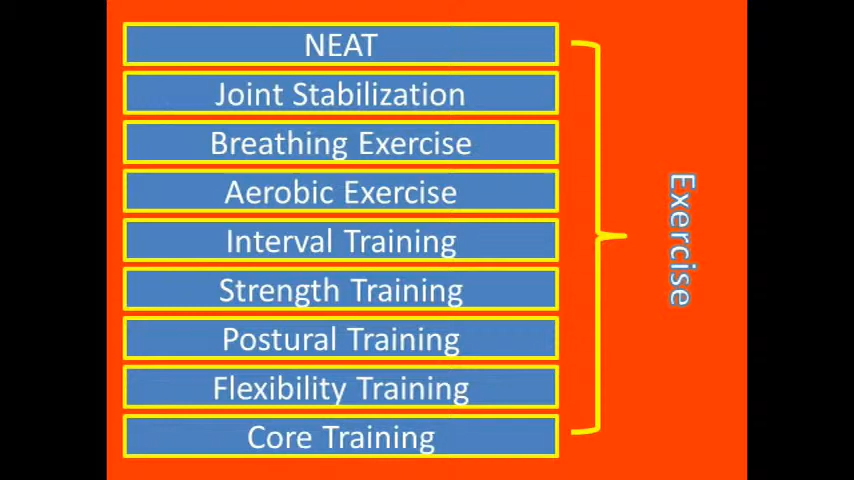 NEAT
Joint Stabilization
Breathing Exercise
Aerobic Exercise
Interval Training
Strength Training
Postural Training
Flexibility Training
Core Training
Exercise